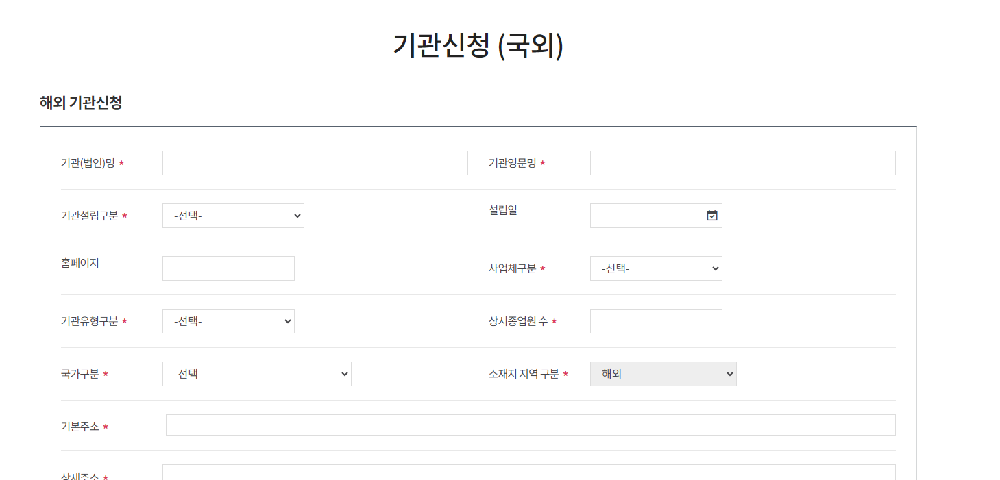 기관신청 (국외)
해외 기관신청
기관(법인)명 *
기관영문명 *
기관설립구분 * -선택-
설립일
홈페이지
사업체구분 * -선택-
기관유형구분 * -선택-
상시종업원 수 *
국가구분 * -선택-
소재지 지역 구분 * 해외
기본주소 *
상세주소 *